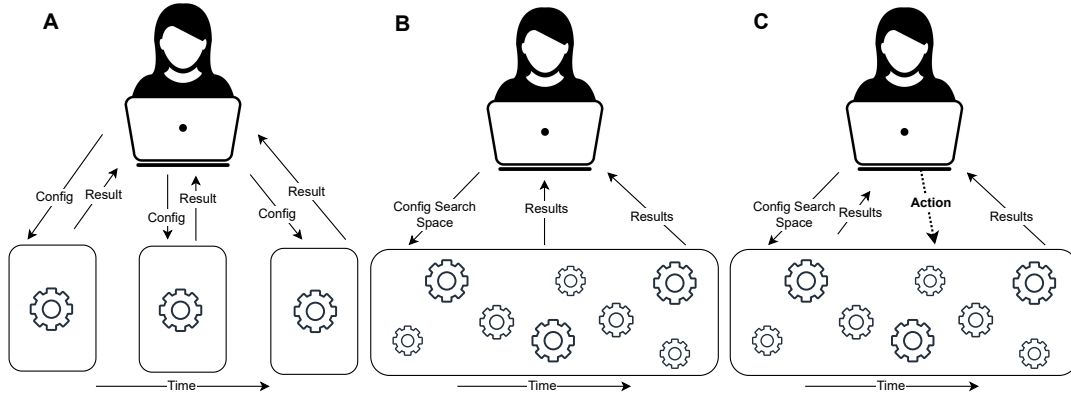 A
Config
Result
Config
Result
Config
Result
Time
B
Config Search
Space
Results
Results
Time
C
Config Search
Space
Results
Action
Results
Time